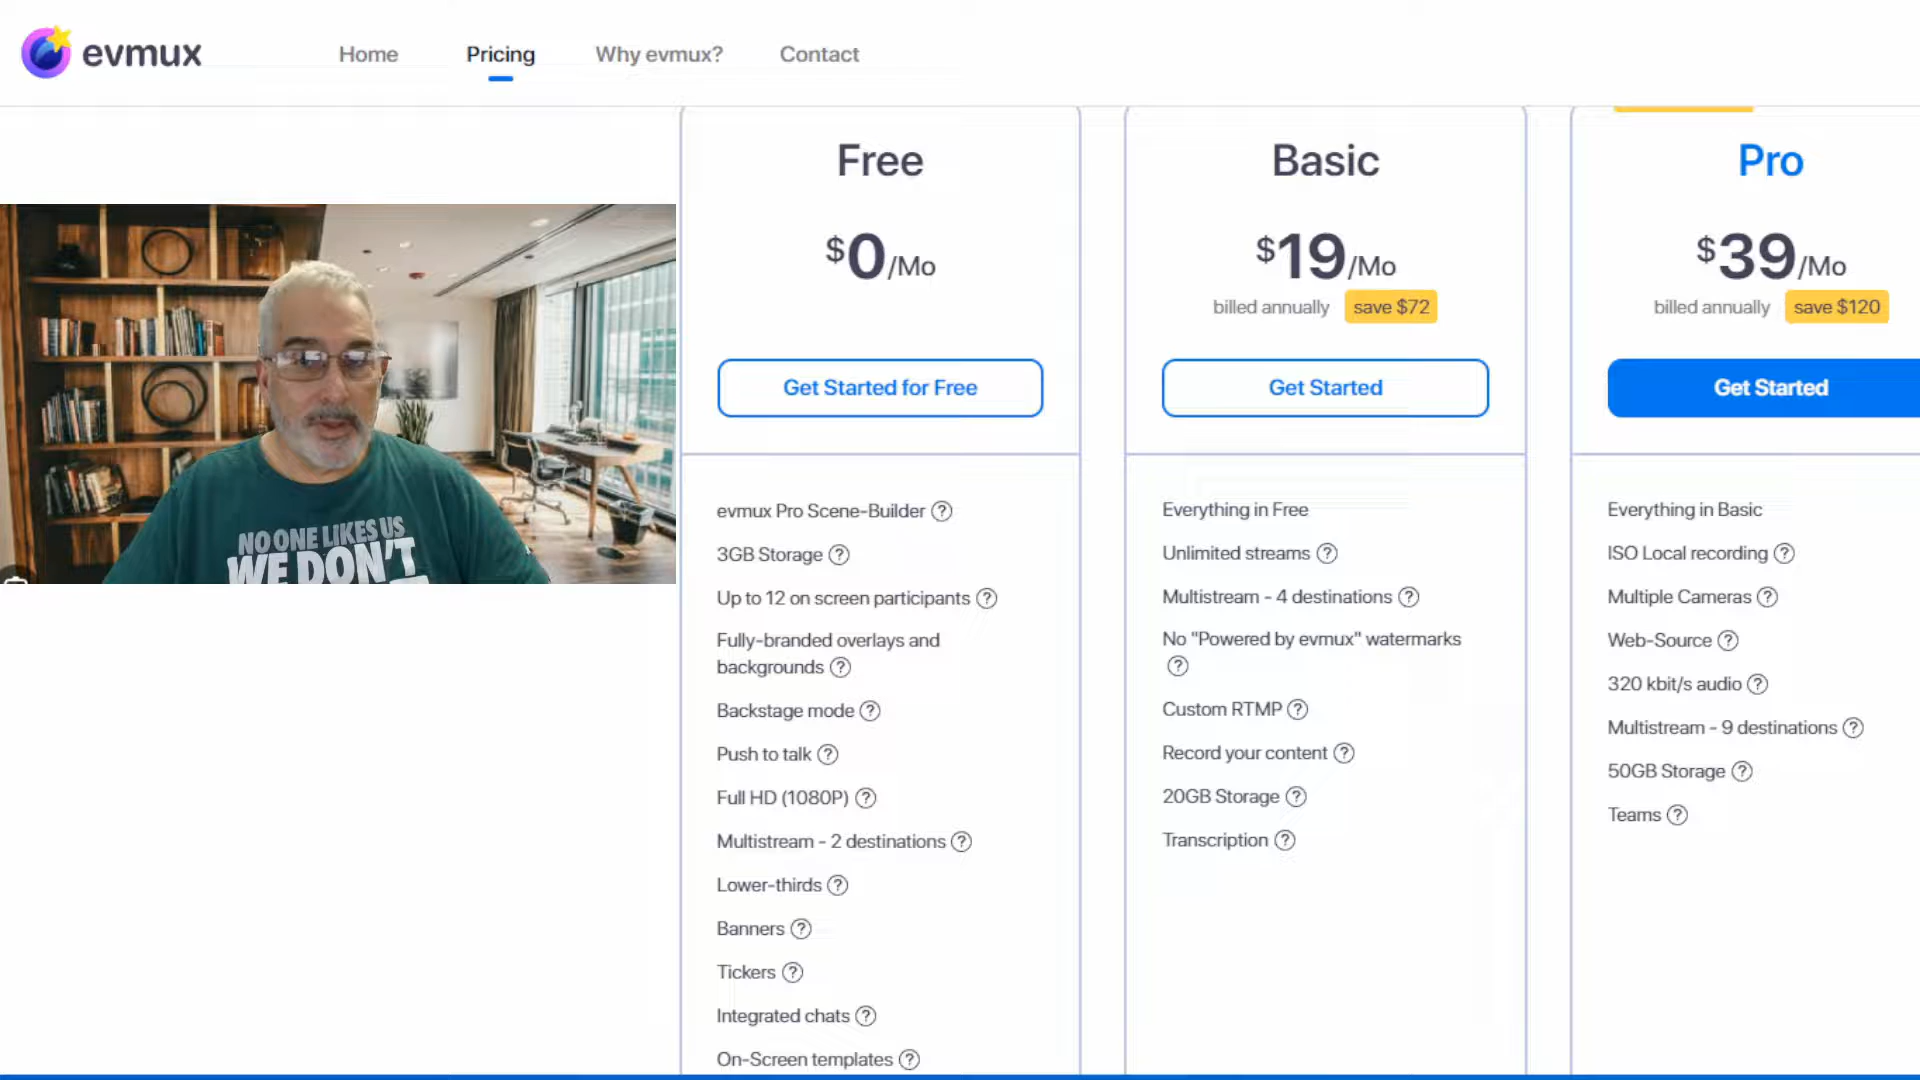 evmux
Home
Pricing
Why evmux?
Contact
Free
$0/Mo
Get Started for Free
evmux Pro Scene-Builder ?
3GB Storage ?
Up to 12 on screen participants ?
Fully-branded overlays and
backgrounds ?
Backstage mode ?
Push to talk ?
Full HD (1080P) ?
Multistream - 2 destinations ?
Lower-thirds ?
Banners ?
Tickers ?
Integrated chats ?
On-Screen templates ?
Basic
$19/Mo
billed annually save $72
Get Started
Everything in Free
Unlimited streams ?
Multistream - 4 destinations ?
No "Powered by evmux" watermarks
?
Custom RTMP ?
Record your content ?
20GB Storage ?
Transcription ?
Pro
$39/Mo
billed annually save $120
Get Started
Everything in Basic
ISO Local recording ?
Multiple Cameras ?
Web-Source ?
320 kbit/s audio ?
Multistream - 9 destinations ?
50GB Storage ?
Teams ?
NO ONE LIKES US
WE DON'T